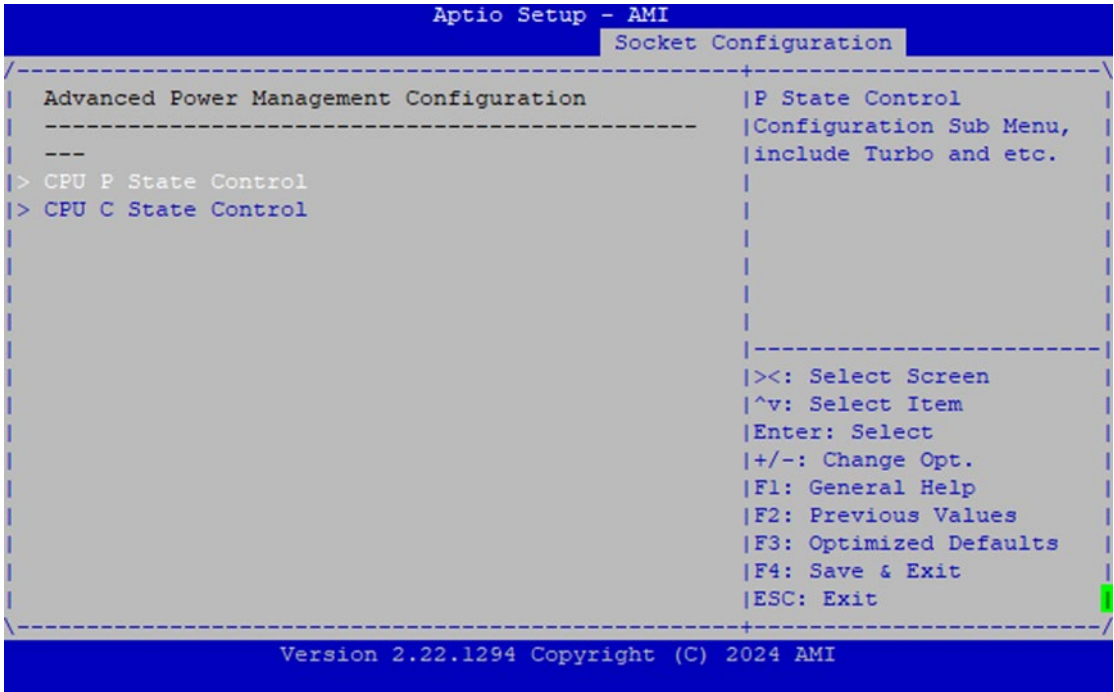 Aptio Setup - AMI
Socket Configuration
Advanced Power Management Configuration
--------------------------------------------------
---
> CPU P State Control
> CPU C State Control
P State Control
Configuration Sub Menu,
include Turbo and etc.
><: Select Screen
^v: Select Item
Enter: Select
+/-: Change Opt.
F1: General Help
F2: Previous Values
F3: Optimized Defaults
F4: Save & Exit
ESC: Exit
Version 2.22.1294 Copyright (C) 2024 AMI